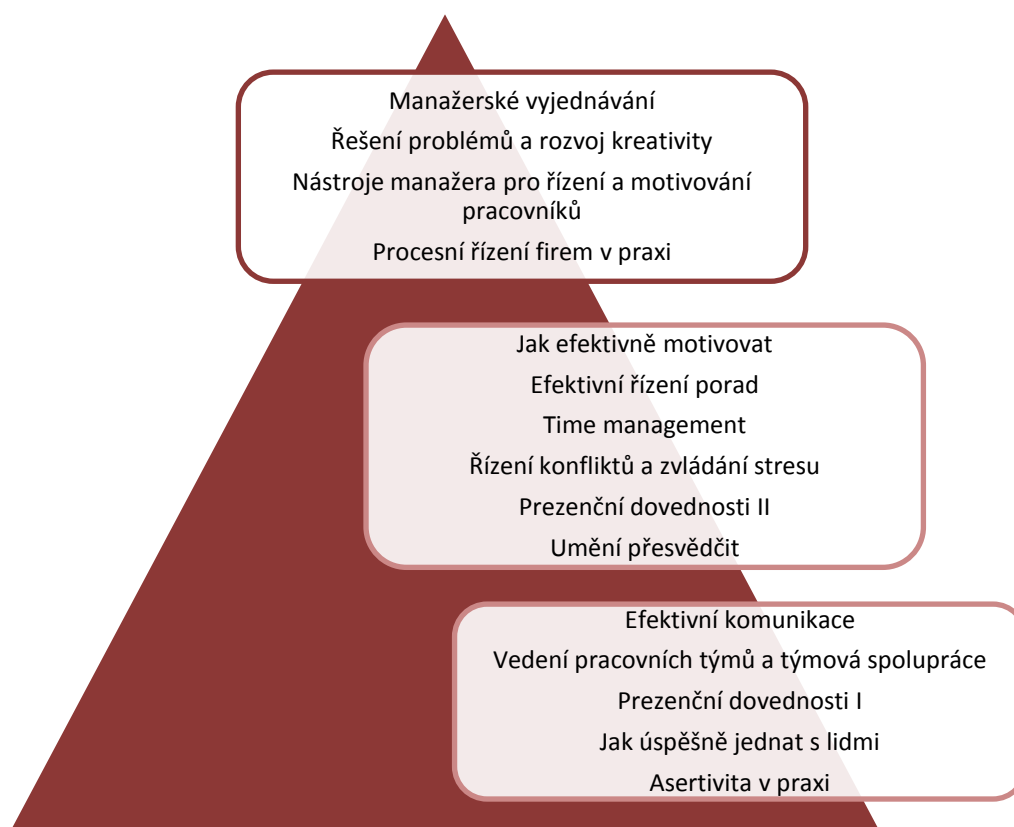 Manažerské vyjednávání
Řešení problémů a rozvoj kreativity
Nástroje manažera pro řízení a motivování
pracovníků
Procesní řízení firem v praxi
Jak efektivně motivovat
Efektivní řízení porad
Time management
Řízení konfliktů a zvládání stresu
Prezenční dovednosti II
Umění přesvědčit
Efektivní komunikace
Vedení pracovních týmů a týmová spolupráce
Prezenční dovednosti I
Jak úspěšně jednat s lidmi
Asertivita v praxi